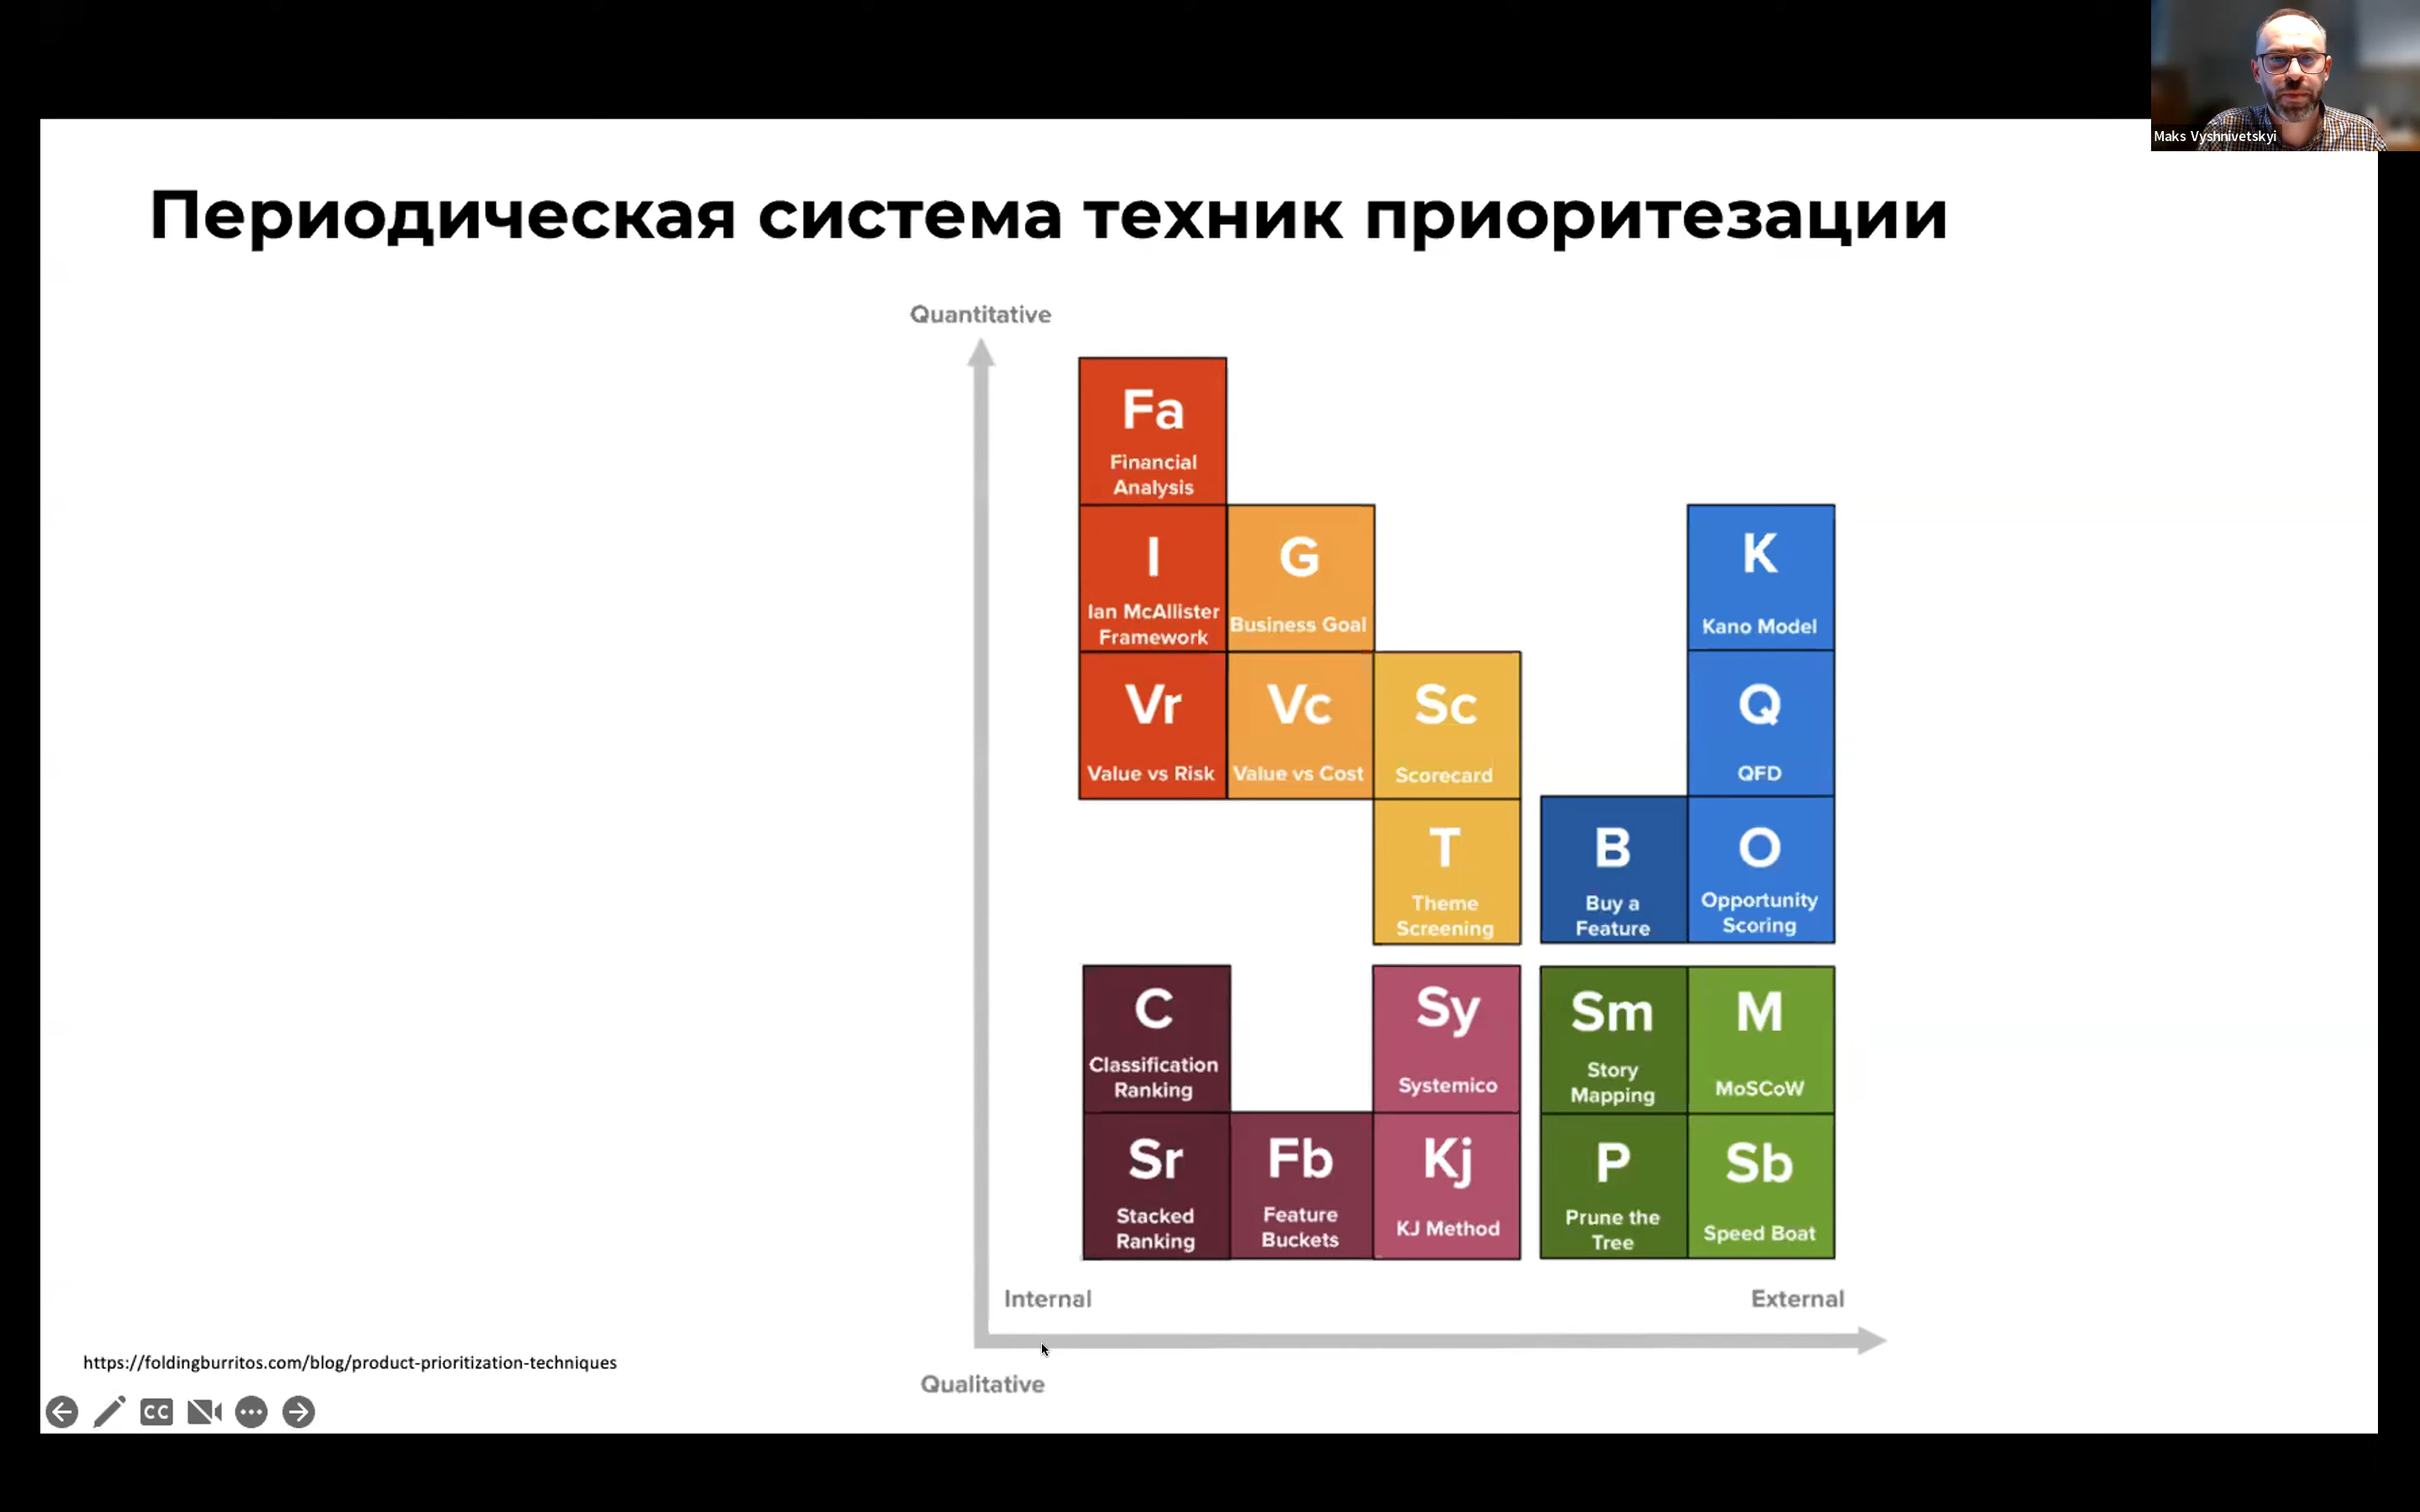 Maks Vyshnivetskyi
Периодическая система техник приоритезации
Quantitative
Fa
Financial
Analysis
I
Ian McAllister
Framework
G
Business Goal
K
Kano Model
Vr
Value vs Risk
Vc
Value vs Cost
Sc
Scorecard
Q
QFD
T
Theme
Screening
B
Buy a
Feature
O
Opportunity
Scoring
C
Classification
Ranking
Sy
Systemico
Sm
Story
Mapping
M
MoSCoW
Sr
Stacked
Ranking
Fb
Feature
Buckets
Kj
KJ Method
P
Prune the
Tree
Sb
Speed Boat
Internal
External
Qualitative
https://foldingburritos.com/blog/product-prioritization-techniques
CC